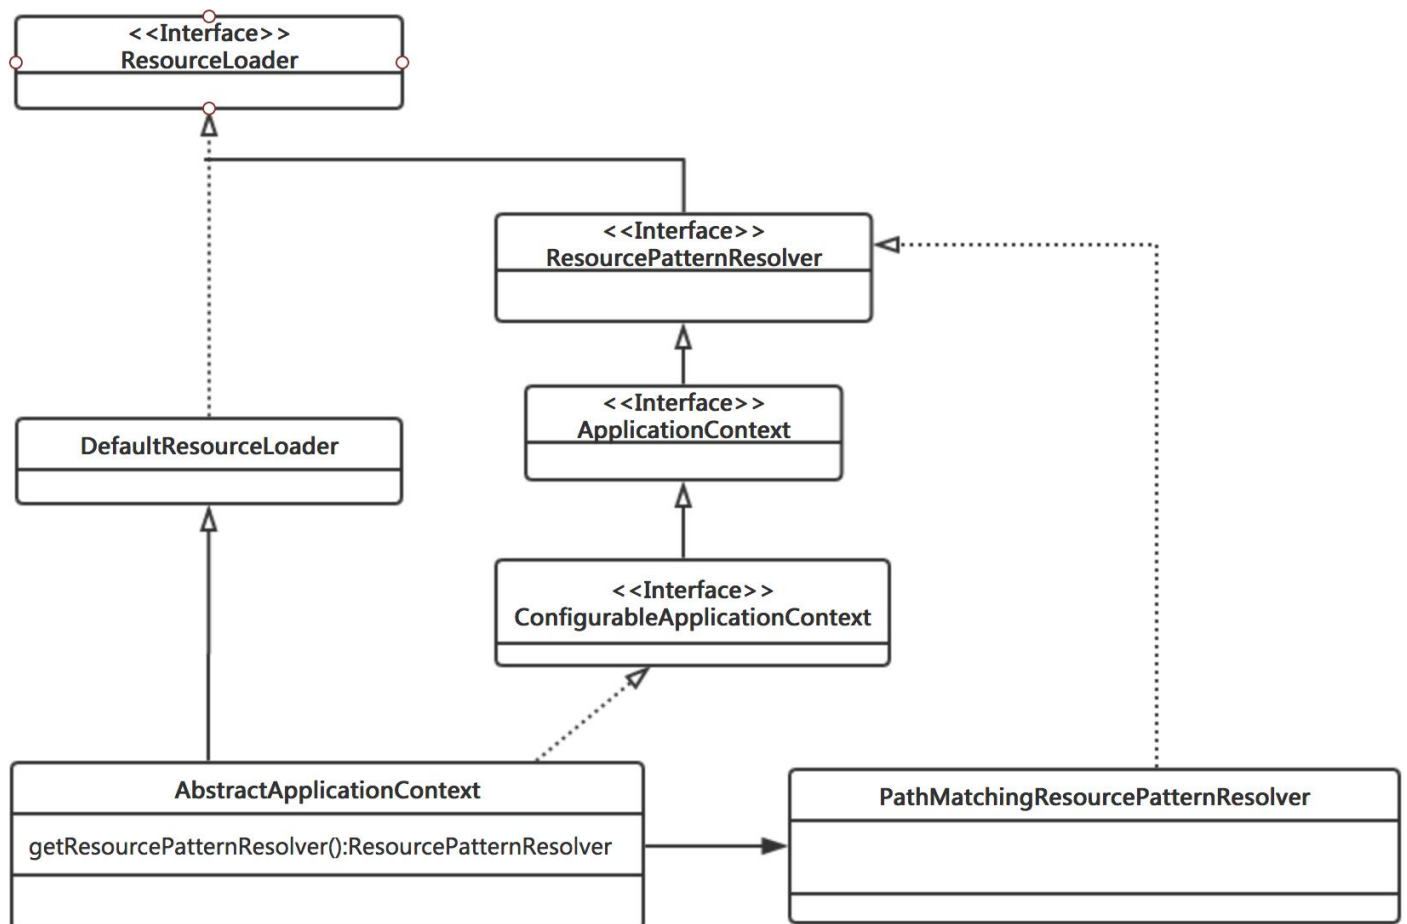 <<Interface>>
ResourceLoader
<<Interface>>
ResourcePatternResolver
<<Interface>>
ApplicationContext
DefaultResourceLoader
<<Interface>>
ConfigurableApplicationContext
AbstractApplicationContext
getResourcePatternResolver():ResourcePatternResolver
PathMatchingResourcePatternResolver